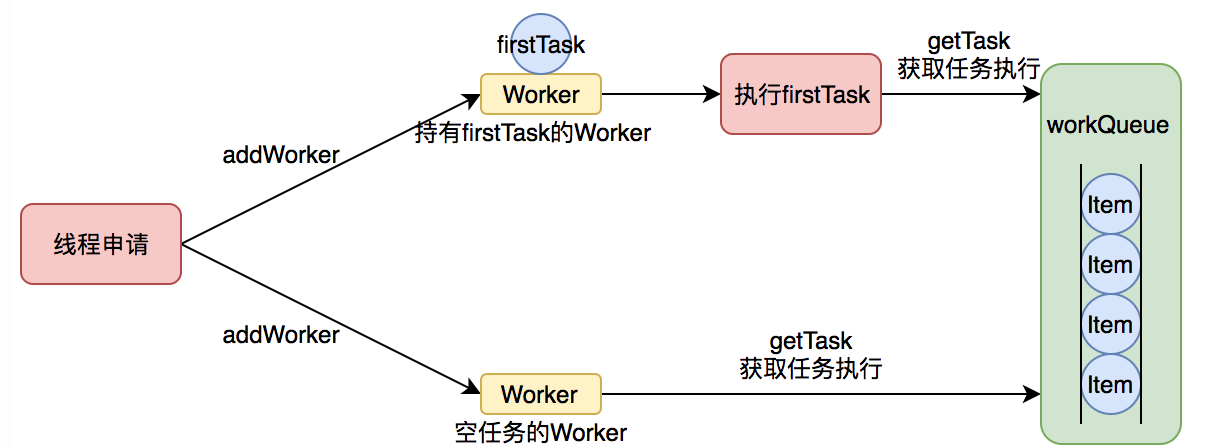 firstTask
Worker
持有firstTask的Worker
执行firstTask
getTask
获取任务执行
workQueue
addWorker
线程申请
addWorker
Worker
空任务的Worker
getTask
获取任务执行
Item
Item
Item
Item